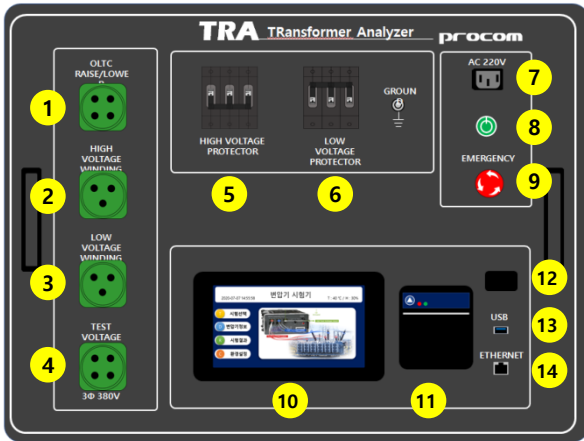 TRA TRansformer Analyzer
procom
OLTC
RAISE/LOWE
R
1
HIGH
VOLTAGE
WINDING
2
LOW
VOLTAGE
WINDING
3
TEST
VOLTAGE
4
3Φ 380V
HIGH VOLTAGE
PROTECTOR
5
LOW
VOLTAGE
PROTECTOR
6
GROUN
AC 220V
7
8
EMERGENCY
9
변압기 시험기
시험선택
변압기정보
시험결과
환경설정
10
11
12
USB
13
ETHERNET
14